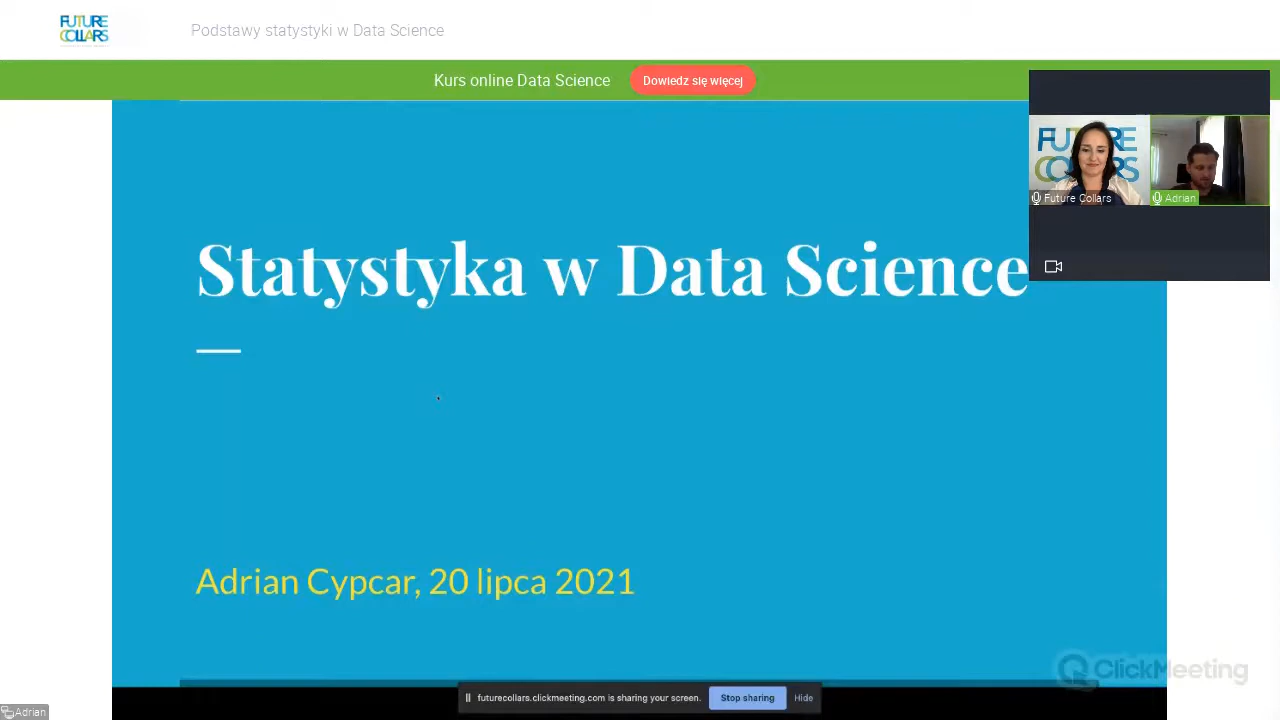 FUTURE
COLLARS
Podstawy statystyki w Data Science
Kurs online Data Science
Dowiedz się więcej
FUTURE
COLLARS
Future Collars
Adrian
Statystyka w Data Science
Adrian Cypcar, 20 lipca 2021
ClickMeeting
futurecollars.clickmeeting.com is sharing your screen.
Stop sharing
Hide
Adrian